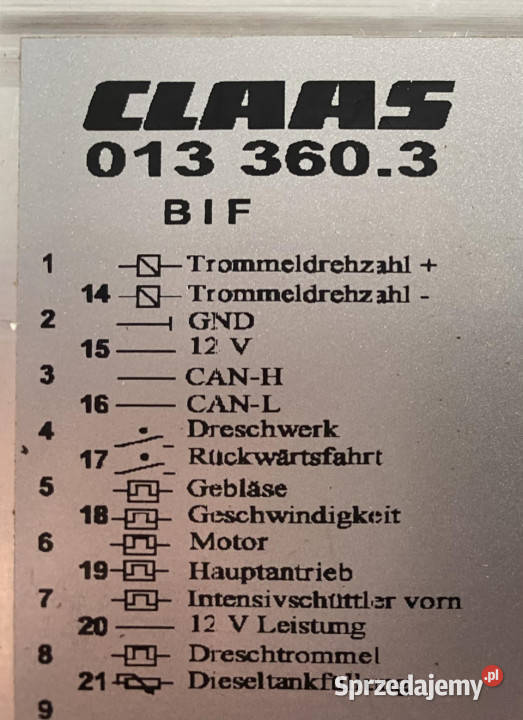 CLAAS
013 360.3
BIF
1 Trommeldrehzahl +
14 Trommeldrehzahl -
2 GND
15 12 V
3 CAN-H
16 CAN-L
4 Dreschwerk
17 Rückwärtsfahrt
5 Gebläse
18 Geschwindigkeit
6 Motor
19 Hauptantrieb
7 Intensivschüttler vorn
20 12 V Leistung
8 Dreschtrommel
21 Dieseltankfüllung
9
Sprzedajemy.pl